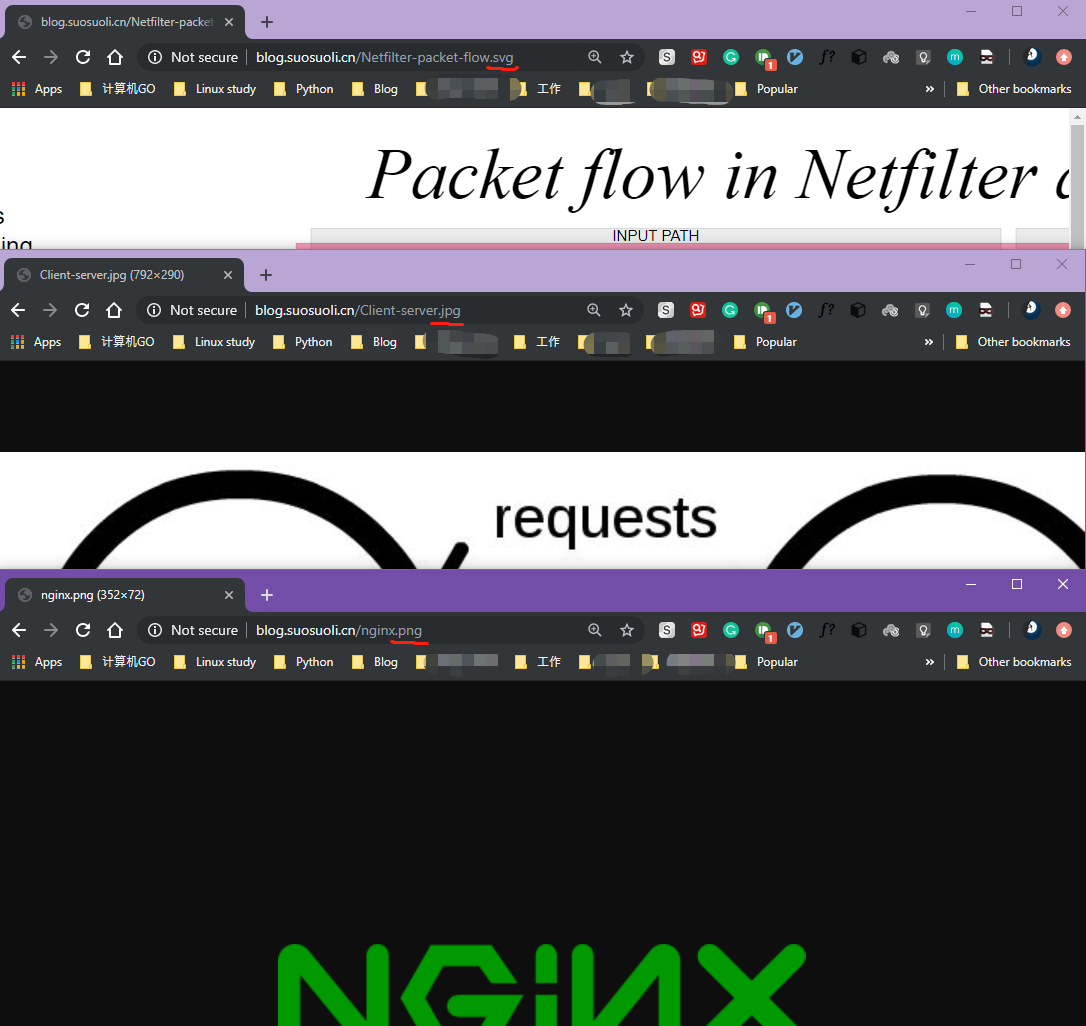 blog.suosuoli.cn/Netfilter-packet
Not secure blog.suosuoli.cn/Netfilter-packet-flow.svg
Apps 计算机GO Linux study Python Blog 工作 Popular » Other bookmarks
Packet flow in Netfilter
s
ing
INPUT PATH
Client-server.jpg (792×290)
Not secure blog.suosuoli.cn/Client-server.jpg
Apps 计算机GO Linux study Python Blog 工作 Popular » Other bookmarks
requests
nginx.png (352×72)
Not secure blog.suosuoli.cn/nginx.png
Apps 计算机GO Linux study Python Blog 工作 Popular » Other bookmarks
NGINX